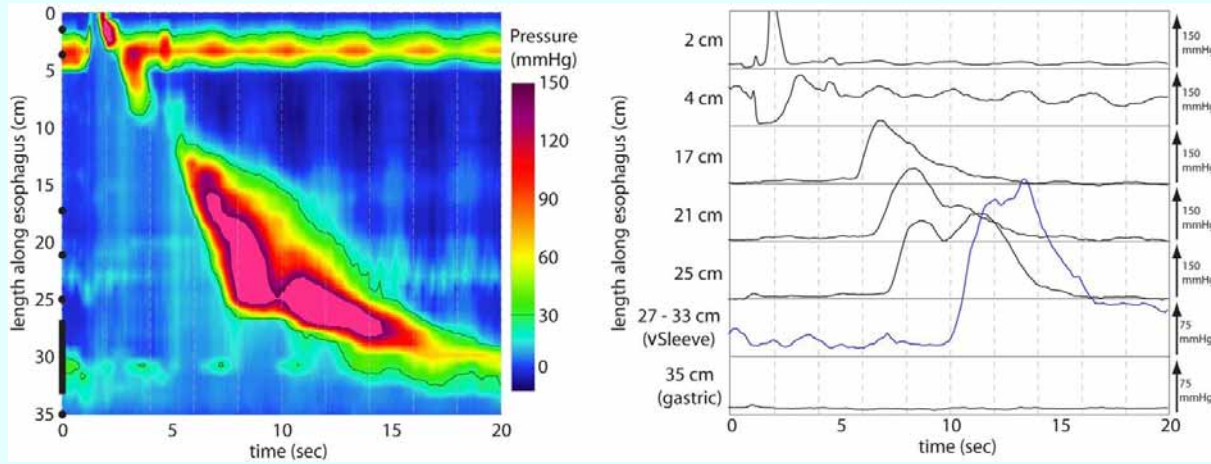 length along esophagus (cm)
0
5
10
15
20
25
30
35
0
5
10
15
20
time (sec)
Pressure
(mmHg)
150
120
90
60
30
0
length along esophagus (cm)
2 cm
4 cm
17 cm
21 cm
25 cm
27 - 33 cm
(vSleeve)
35 cm
(gastric)
150
mmHg
150
mmHg
150
mmHg
150
mmHg
150
mmHg
75
mmHg
75
mmHg
0
5
10
15
20
time (sec)